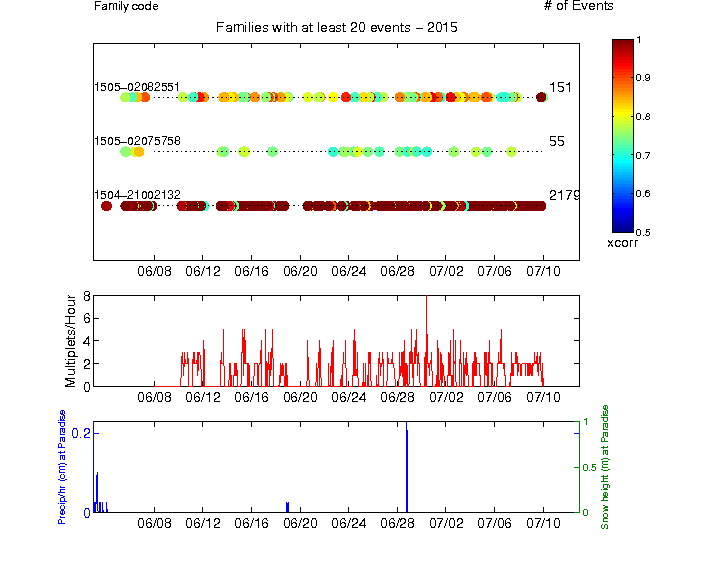 Family code
# of Events
Families with at least 20 events − 2015
1505−02082551
151
1505−02075758
55
1504−21002132
2179
06/08 06/12 06/16 06/20 06/24 06/28 07/02 07/06 07/10
1
0.9
0.8
0.7
0.6
0.5
xcorr
Multiplets/Hour
8
6
4
2
0
06/08 06/12 06/16 06/20 06/24 06/28 07/02 07/06 07/10
Precip/hr (cm) at Paradise
0.2
0
1
0.5
0
Snow height (m) at Paradise
06/08 06/12 06/16 06/20 06/24 06/28 07/02 07/06 07/10